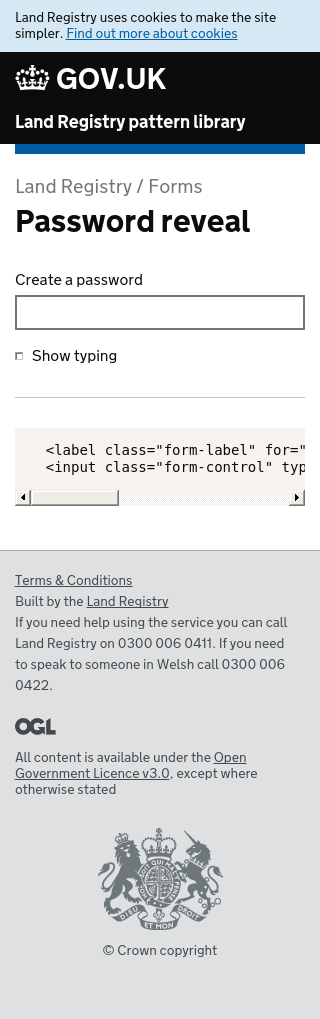 Land Registry uses cookies to make the site
simpler. Find out more about cookies
GOV.UK
Land Registry pattern library
Land Registry / Forms
Password reveal
Create a password
Show typing
<label class="form-label" for="
<input class="form-control" typ
Terms & Conditions
Built by the Land Registry
If you need help using the service you can call
Land Registry on 0300 006 0411. If you need
to speak to someone in Welsh call 0300 006
0422.
OGL
All content is available under the Open
Government Licence v3.0, except where
otherwise stated
DIEU ET MON
© Crown copyright